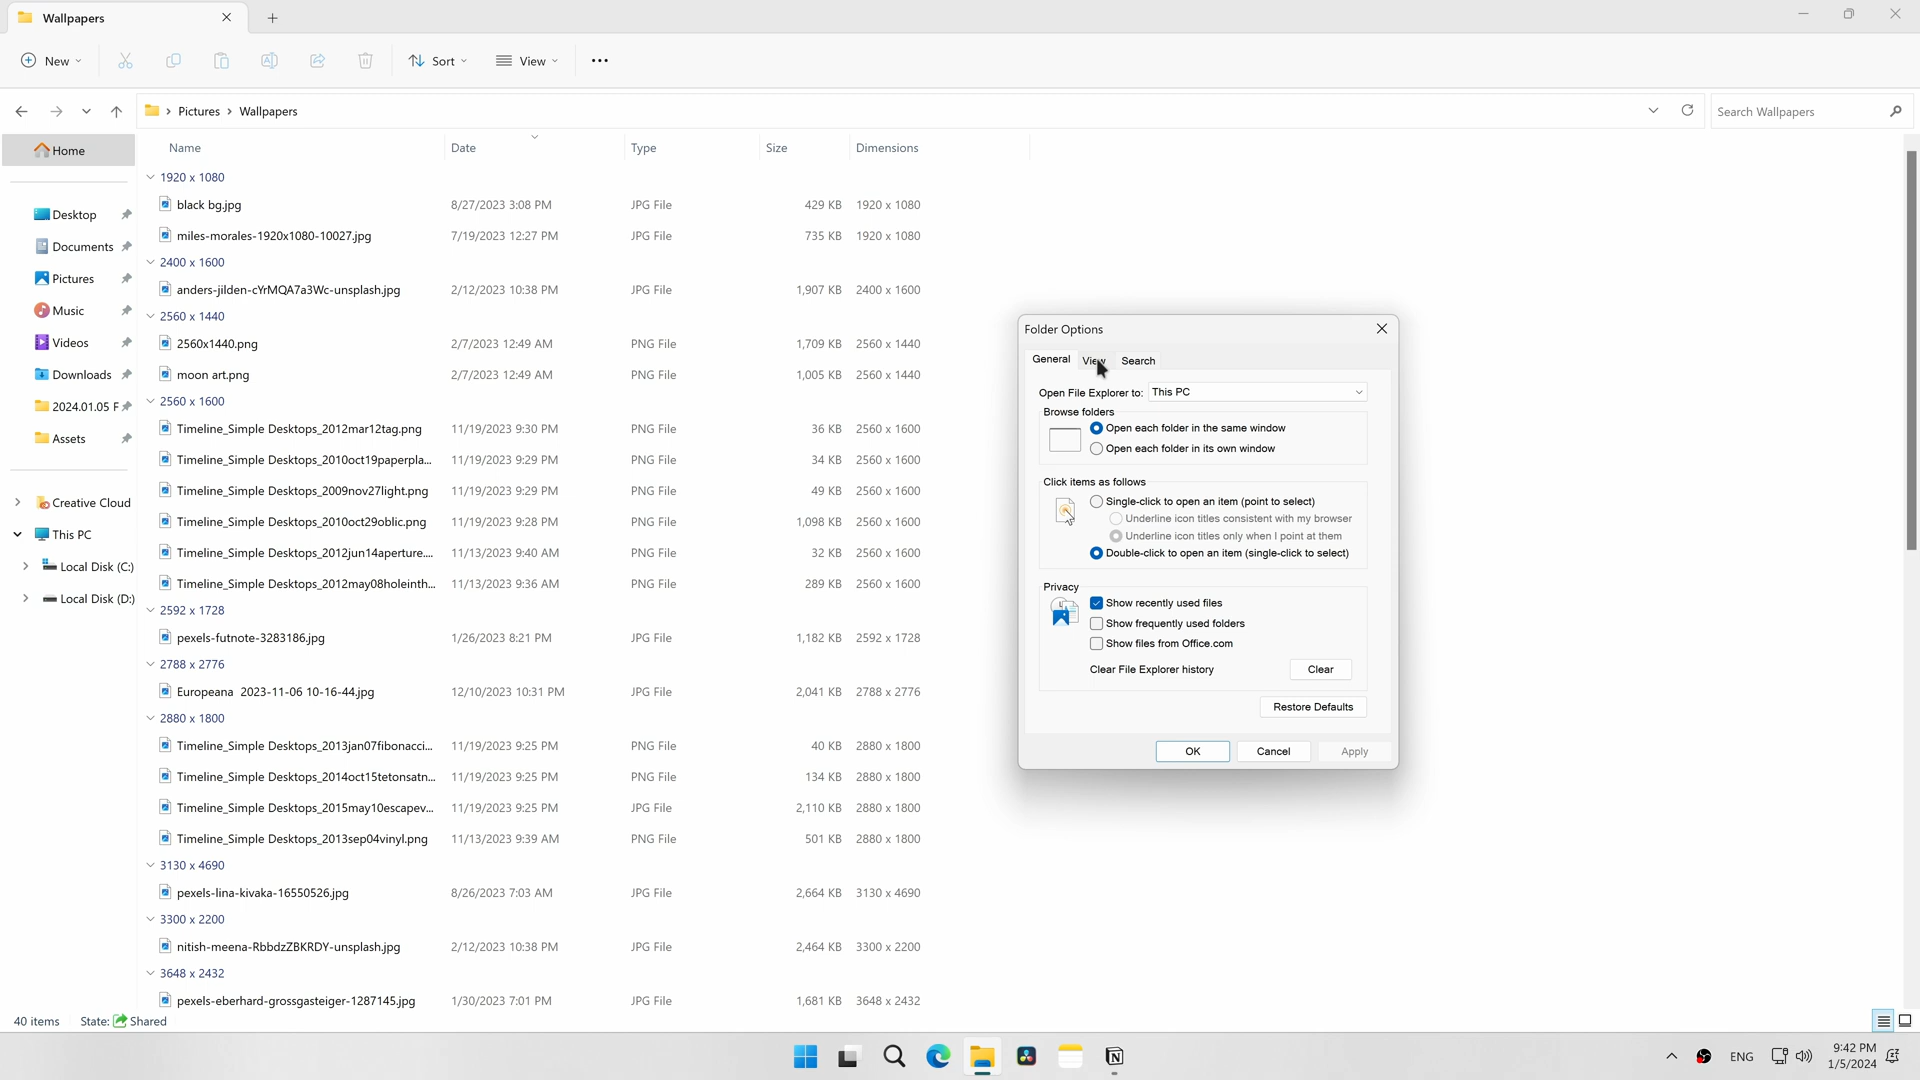 Wallpapers
New
Sort
View
Pictures
Wallpapers
Search Wallpapers
Home
Desktop
Documents
Pictures
Music
Videos
Downloads
2024.01.05 F
Assets
Creative Cloud
This PC
Local Disk (C:)
Local Disk (D:)
Name Date Type Size Dimensions
1920 x 1080
black bg.jpg 8/27/2023 3:08 PM JPG File 429 KB 1920 x 1080
miles-morales-1920x1080-10027.jpg 7/19/2023 12:27 PM JPG File 735 KB 1920 x 1080
2400 x 1600
anders-jilden-cYrMQA7a3Wc-unsplash.jpg 2/12/2023 10:38 PM JPG File 1,907 KB 2400 x 1600
2560 x 1440
2560x1440.png 2/7/2023 12:49 AM PNG File 1,709 KB 2560 x 1440
moon art.png 2/7/2023 12:49 AM PNG File 1,005 KB 2560 x 1440
2560 x 1600
Timeline_Simple Desktops_2012mar12tag.png 11/19/2023 9:30 PM PNG File 36 KB 2560 x 1600
Timeline_Simple Desktops_2010oct19paperpla... 11/19/2023 9:29 PM PNG File 34 KB 2560 x 1600
Timeline_Simple Desktops_2009nov27light.png 11/19/2023 9:29 PM PNG File 49 KB 2560 x 1600
Timeline_Simple Desktops_2010oct29oblic.png 11/19/2023 9:28 PM PNG File 1,098 KB 2560 x 1600
Timeline_Simple Desktops_2012jun14aperture.... 11/13/2023 9:40 AM PNG File 32 KB 2560 x 1600
Timeline_Simple Desktops_2012may08holeinth... 11/13/2023 9:36 AM PNG File 289 KB 2560 x 1600
2592 x 1728
pexels-futnote-3283186.jpg 1/26/2023 8:21 PM JPG File 1,182 KB 2592 x 1728
2788 x 2776
Europeana 2023-11-06 10-16-44.jpg 12/10/2023 10:31 PM JPG File 2,041 KB 2788 x 2776
2880 x 1800
Timeline_Simple Desktops_2013jan07fibonacci... 11/19/2023 9:25 PM PNG File 40 KB 2880 x 1800
Timeline_Simple Desktops_2014oct15tetonsatn... 11/19/2023 9:25 PM PNG File 134 KB 2880 x 1800
Timeline_Simple Desktops_2015may10escapev... 11/19/2023 9:25 PM JPG File 2,110 KB 2880 x 1800
Timeline_Simple Desktops_2013sep04vinyl.png 11/13/2023 9:39 AM PNG File 501 KB 2880 x 1800
3130 x 4690
pexels-lina-kivaka-16550526.jpg 8/26/2023 7:03 AM JPG File 2,664 KB 3130 x 4690
3300 x 2200
nitish-meena-RbbdzZBKRDY-unsplash.jpg 2/12/2023 10:38 PM JPG File 2,464 KB 3300 x 2200
3648 x 2432
pexels-eberhard-grossgasteiger-1287145.jpg 1/30/2023 7:01 PM JPG File 1,681 KB 3648 x 2432
Folder Options
General View Search
Open File Explorer to: This PC
Browse folders
Open each folder in the same window
Open each folder in its own window
Click items as follows
Single-click to open an item (point to select)
Underline icon titles consistent with my browser
Underline icon titles only when I point at them
Double-click to open an item (single-click to select)
Privacy
Show recently used files
Show frequently used folders
Show files from Office.com
Clear File Explorer history Clear
Restore Defaults
OK Cancel Apply
40 items State: Shared
ENG
9:42 PM
1/5/2024